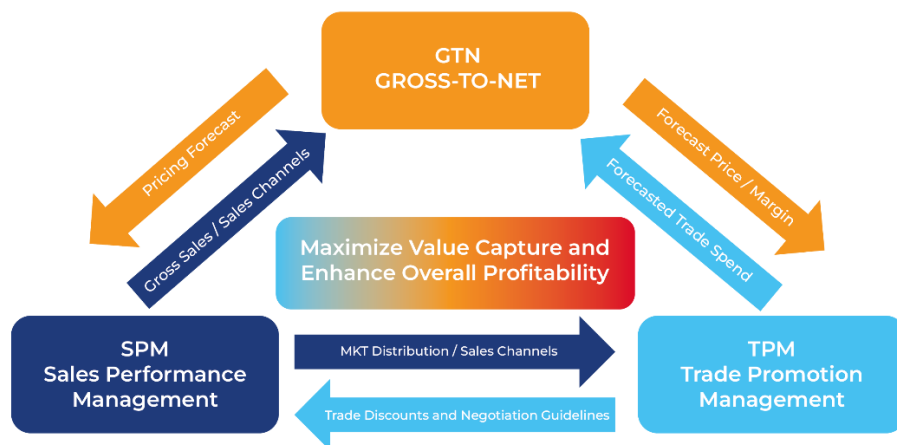 GTN
GROSS-TO-NET
Pricing Forecast
Gross Sales / Sales Channels
Forecast Price / Margin
Forecasted Trade Spend
Maximize Value Capture and
Enhance Overall Profitability
SPM
Sales Performance
Management
MKT Distribution / Sales Channels
Trade Discounts and Negotiation Guidelines
TPM
Trade Promotion
Management